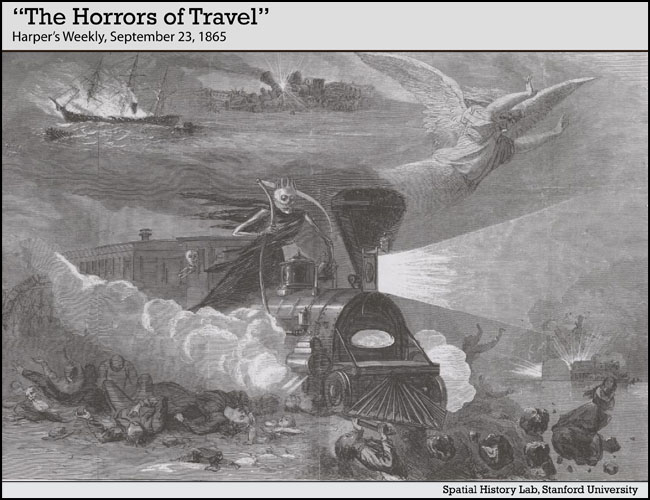 “The Horrors of Travel”
Harper’s Weekly, September 23, 1865
Spatial History Lab, Stanford University